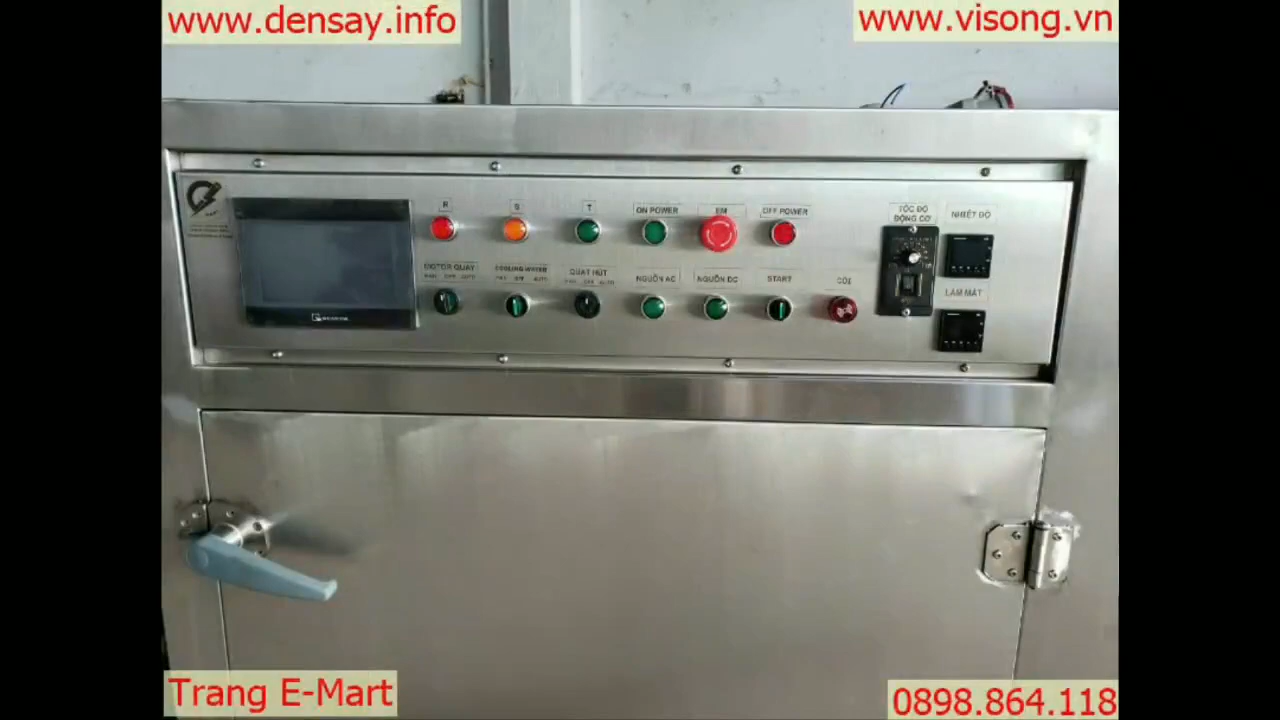 www.densay.info
www.visong.vn
R
S
T
ON POWER
EM
OFF POWER
TỐC ĐỘ
ĐỘNG CƠ
NHIỆT ĐỘ
MOTOR QUAY
COOLING WATER
QUẠT HÚT
NGUỒN AC
NGUỒN DC
START
CÒI
LÀM MÁT
Trang E-Mart
0898.864.118